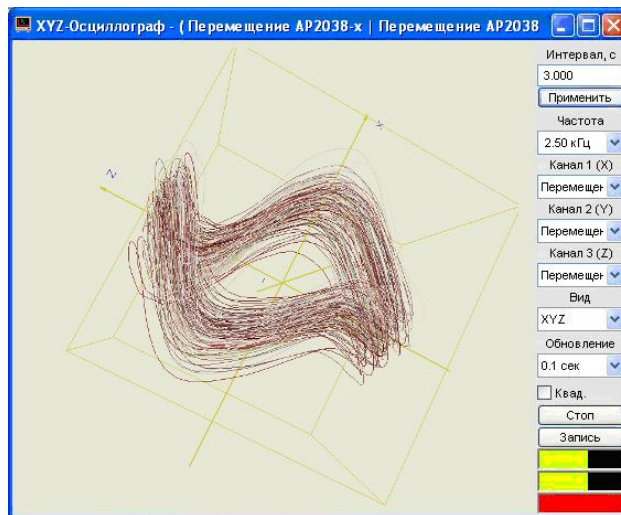 XYZ-Осциллограф - ( Перемещение AP2038-x | Перемещение AP2038
Интервал, с
3.000
Применить
Частота
2.50 кГц
Канал 1 (X)
Перемещен
Канал 2 (Y)
Перемещен
Канал 3 (Z)
Перемещен
Вид
XYZ
Обновление
0.1 сек
Квад.
Стоп
Запись
Z
X